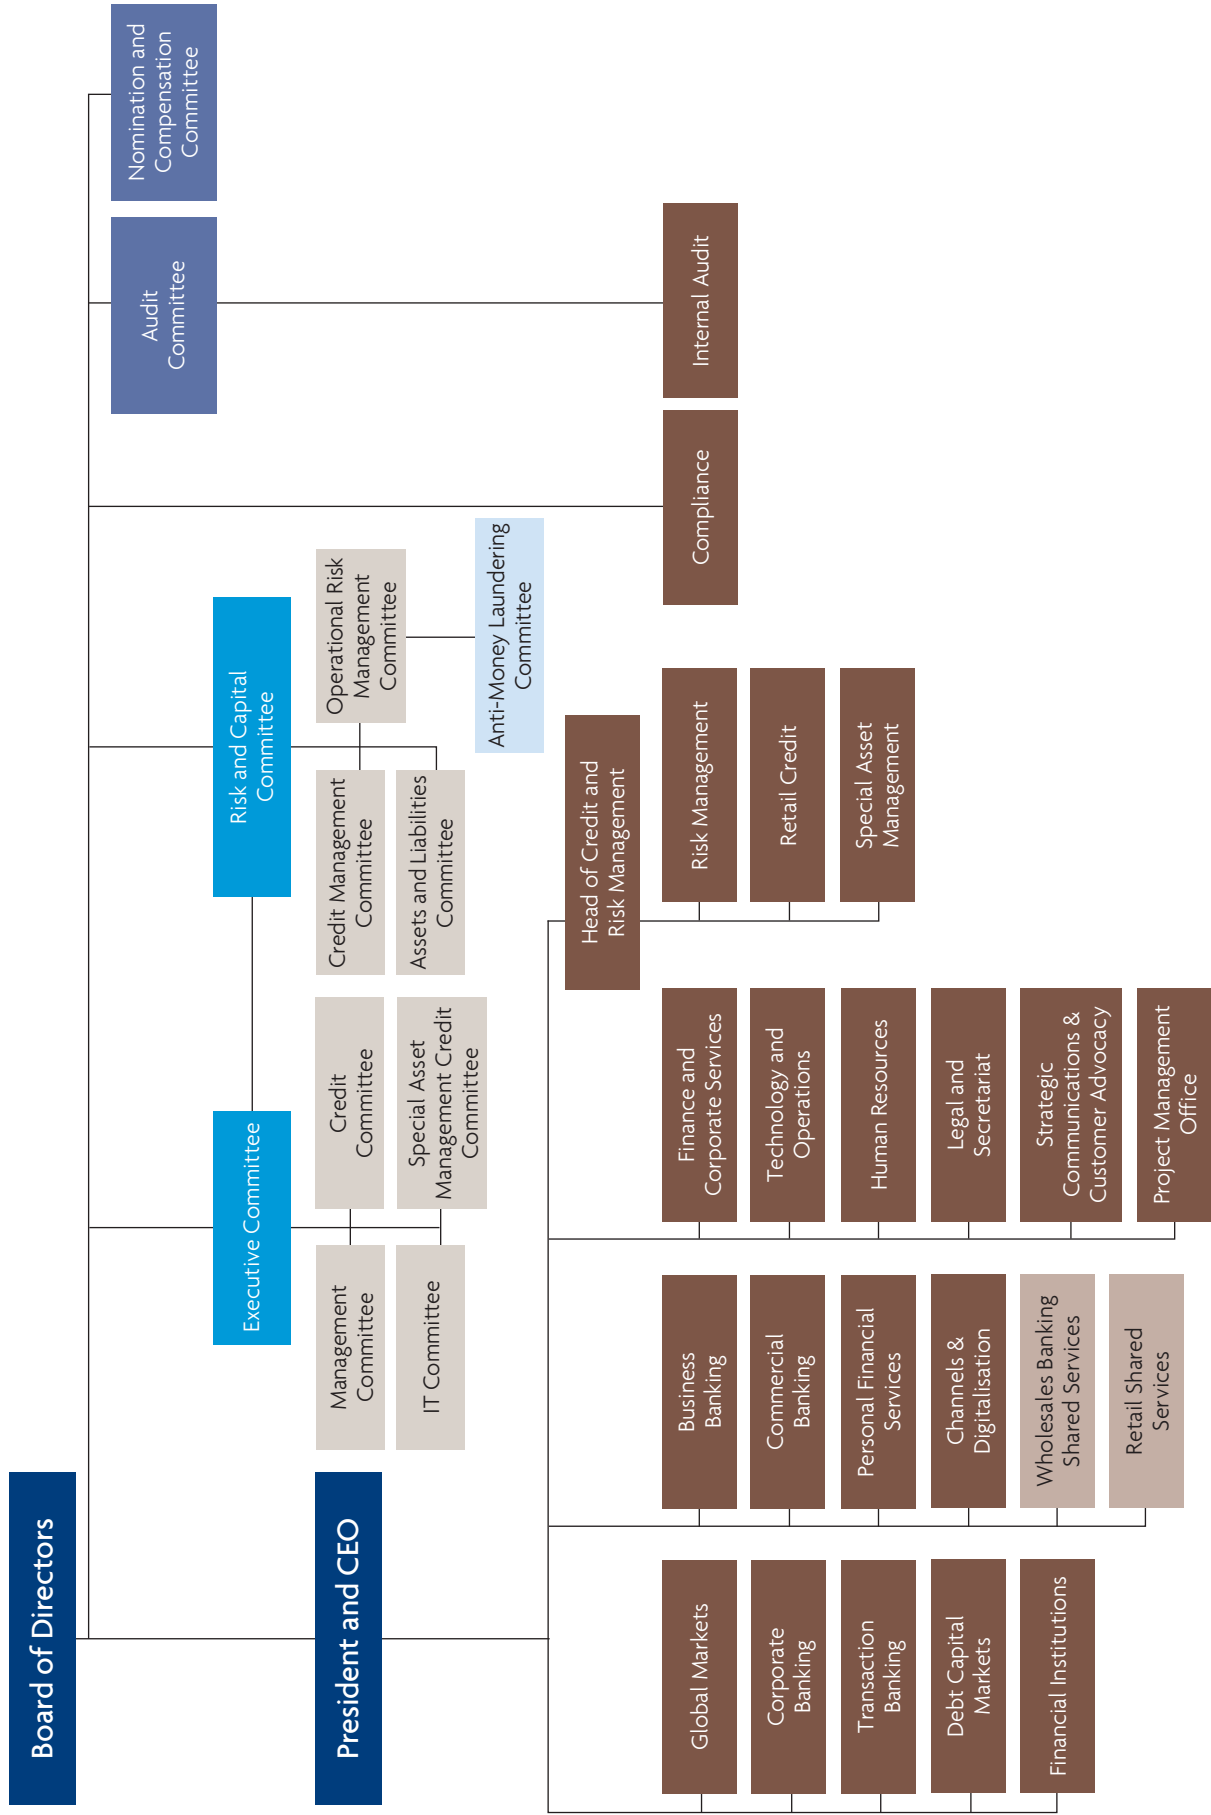 Board of Directors
Nomination and
Compensation
Committee
Audit
Committee
Risk and Capital
Committee
Executive Committee
President and CEO
Management
Committee
Credit
Committee
IT Committee
Special Asset
Management Credit
Committee
Credit Management
Committee
Operational Risk
Management
Committee
Assets and Liabilities
Committee
Anti-Money Laundering
Committee
Head of Credit and
Risk Management
Global Markets
Corporate
Banking
Transaction
Banking
Debt Capital
Markets
Financial Institutions
Business
Banking
Commercial
Banking
Personal Financial
Services
Channels &
Digitalisation
Wholesales Banking
Shared Services
Retail Shared
Services
Finance and
Corporate Services
Technology and
Operations
Human Resources
Legal and
Secretariat
Strategic
Communications &
Customer Advocacy
Project Management
Office
Risk Management
Retail Credit
Special Asset
Management
Compliance
Internal Audit